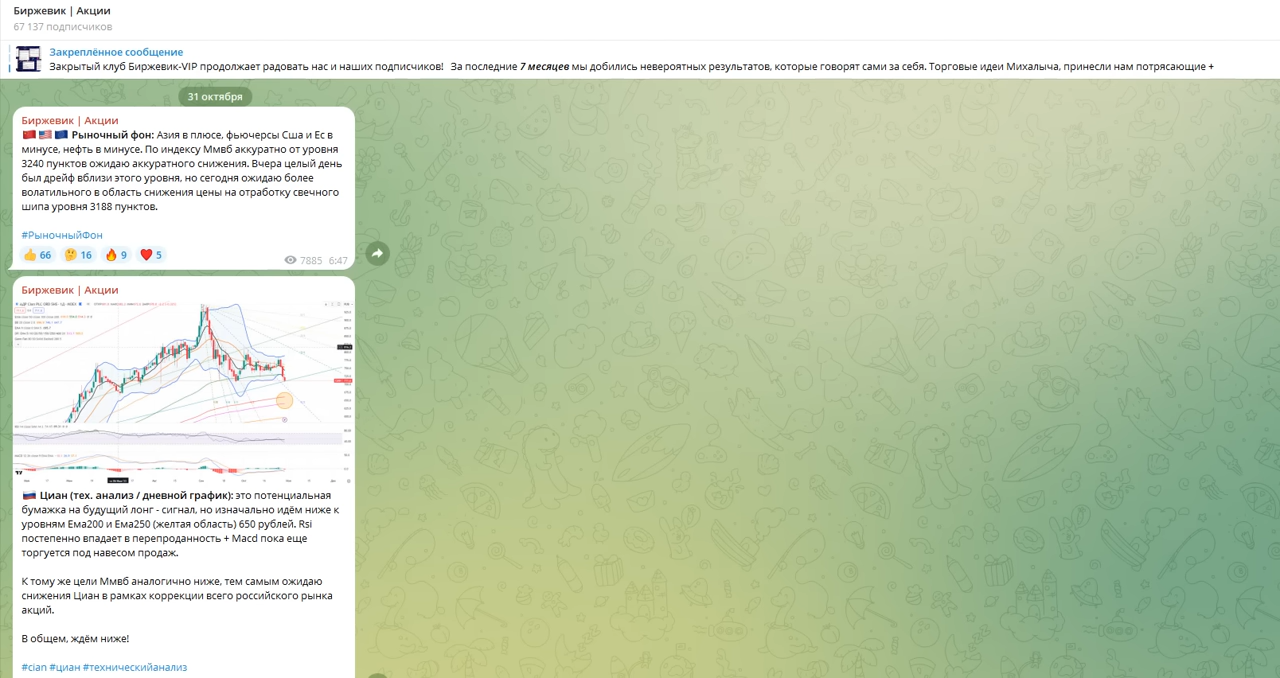 Биржевик | Акции
67 137 подписчиков
Закреплённое сообщение
Закрытый клуб Биржевик-VIP продолжает радовать нас и наших подписчиков! За последние 7 месяцев мы добились невероятных результатов, которые говорят сами за себя. Торговые идеи Михалыча, принесли нам потрясающие +
31 октября
Биржевик | Акции
Рыночный фон: Азия в плюсе, фьючерсы Сша и Ес в
минусе, нефть в минусе. По индексу Ммвб аккуратно от уровня
3240 пунктов ожидаю аккуратного снижения. Вчера целый день
был дрейф вблизи этого уровня, но сегодня ожидаю более
волатильного в область снижения цены на отработку свечного
шипа уровня 3188 пунктов.
#РыночныйФон
66 16 9 5
7885 6:47
Биржевик | Акции
Циан (тех. анализ / дневной график): это потенциальная
бумажка на будущий лонг - сигнал, но изначально идём ниже к
уровням Ема200 и Ема250 (желтая область) 650 рублей. Rsi
постепенно впадает в перепроданность + Macd пока еще
торгуется под навесом продаж.
К тому же цели Ммвб аналогично ниже, тем самым ожидаю
снижения Циан в рамках коррекции всего российского рынка
акций.
В общем, ждём ниже!
#cian #циан #техническийанализ